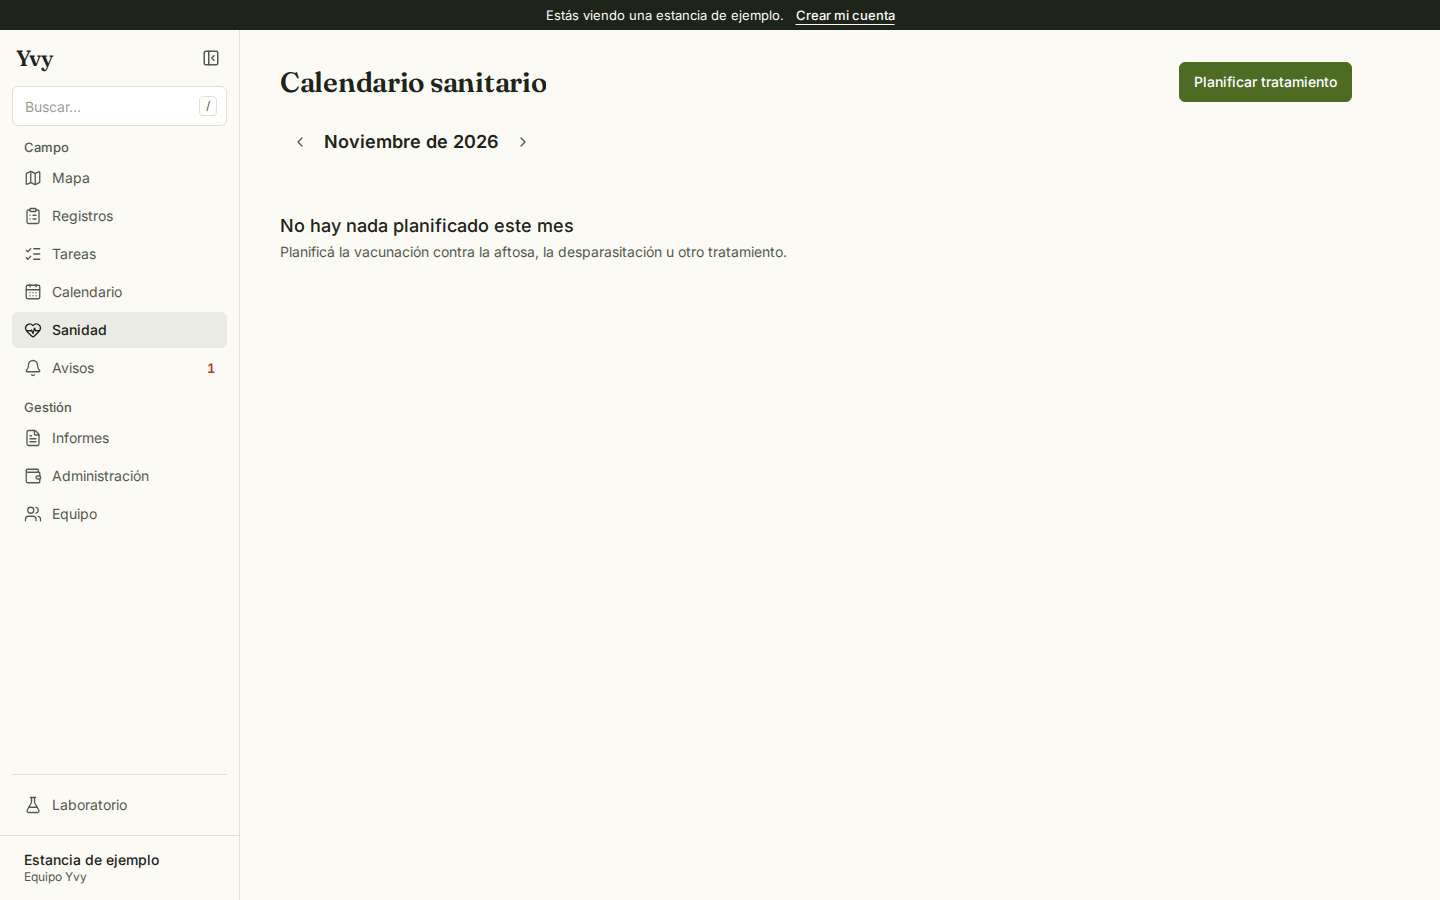 Estás viendo una estancia de ejemplo. Crear mi cuenta
Yvy
Buscar... /
Campo
Mapa
Registros
Tareas
Calendario
Sanidad
Avisos 1
Gestión
Informes
Administración
Equipo
Laboratorio
Estancia de ejemplo
Equipo Yvy
Calendario sanitario
Planificar tratamiento
Noviembre de 2026
No hay nada planificado este mes
Planificá la vacunación contra la aftosa, la desparasitación u otro tratamiento.